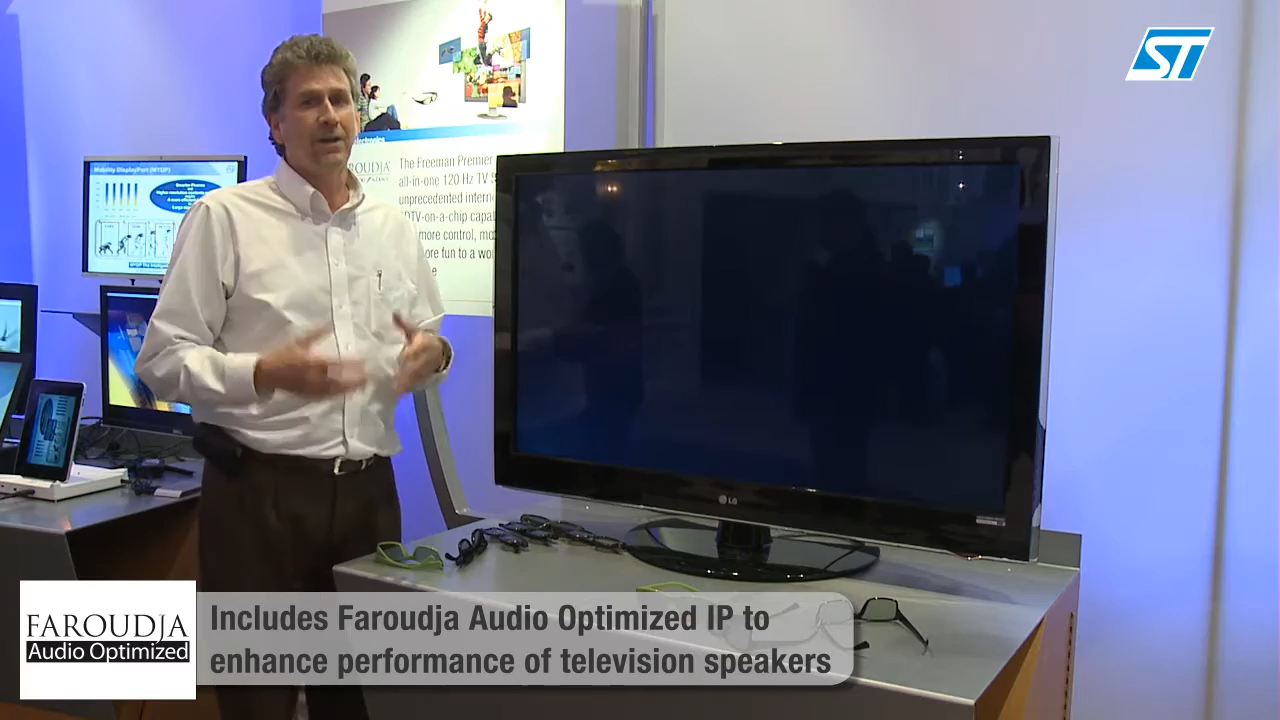 ST
Mobility DisplayPort (MYDP)
The Freeman Premier
all-in-one 120 Hz TV S
unprecedented intern
DTV-on-a-chip capa
more control, mo
ore fun to a wo
LG
FAROUDJA
Audio Optimized
Includes Faroudja Audio Optimized IP to
enhance performance of television speakers